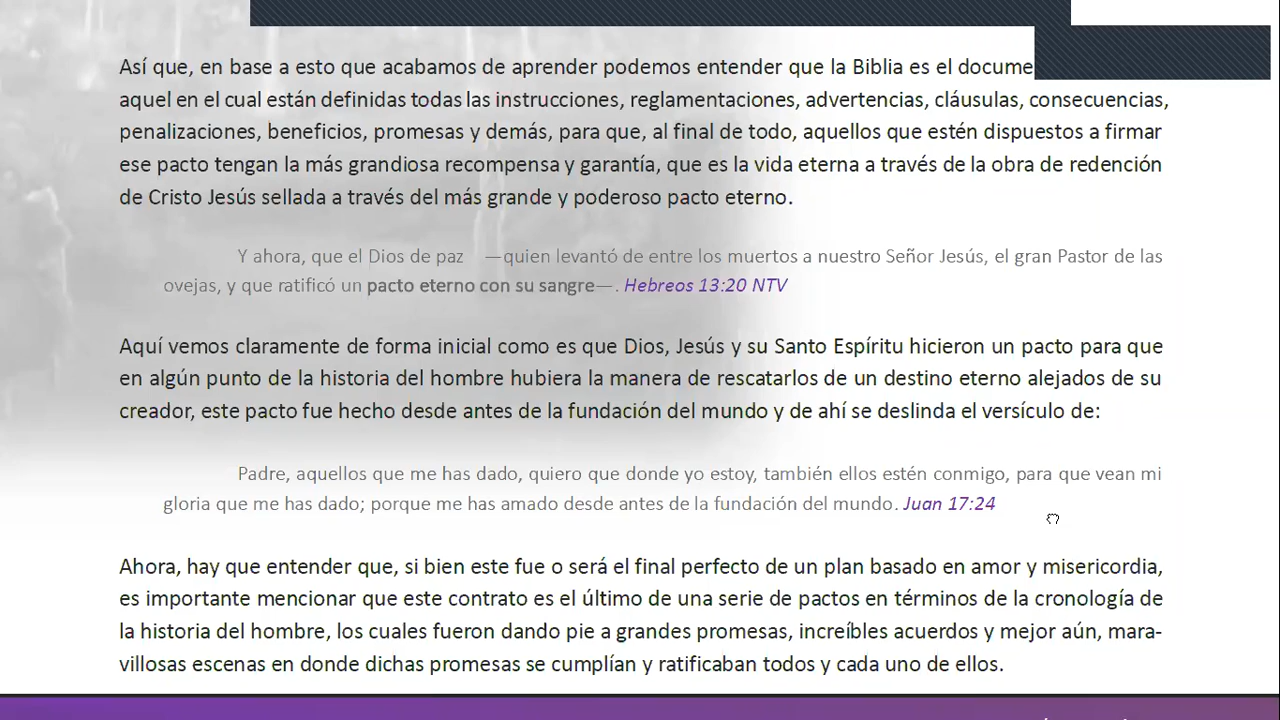 Así que, en base a esto que acabamos de aprender podemos entender que la Biblia es el
aquel en el cual están definidas todas las instrucciones, reglamentaciones, advertencias, cláusulas, consecuencias,
penalizaciones, beneficios, promesas y demás, para que, al final de todo, aquellos que estén dispuestos a firmar
ese pacto tengan la más grandiosa recompensa y garantía, que es la vida eterna a través de la obra de redención
de Cristo Jesús sellada a través del más grande y poderoso pacto eterno.
Y ahora, que el Dios de paz —quien levantó de entre los muertos a nuestro Señor Jesús, el gran Pastor de las
ovejas, y que ratificó un pacto eterno con su sangre—. Hebreos 13:20 NTV
Aquí vemos claramente de forma inicial como es que Dios, Jesús y su Santo Espíritu hicieron un pacto para que
en algún punto de la historia del hombre hubiera la manera de rescatarlos de un destino eterno alejados de su
creador, este pacto fue hecho desde antes de la fundación del mundo y de ahí se deslinda el versículo de:
Padre, aquellos que me has dado, quiero que donde yo estoy, también ellos estén conmigo, para que vean mi
gloria que me has dado; porque me has amado desde antes de la fundación del mundo. Juan 17:24
Ahora, hay que entender que, si bien este fue o será el final perfecto de un plan basado en amor y misericordia,
es importante mencionar que este contrato es el último de una serie de pactos en términos de la cronología de
la historia del hombre, los cuales fueron dando pie a grandes promesas, increíbles acuerdos y mejor aún, mara-
villosas escenas en donde dichas promesas se cumplían y ratificaban todos y cada uno de ellos.